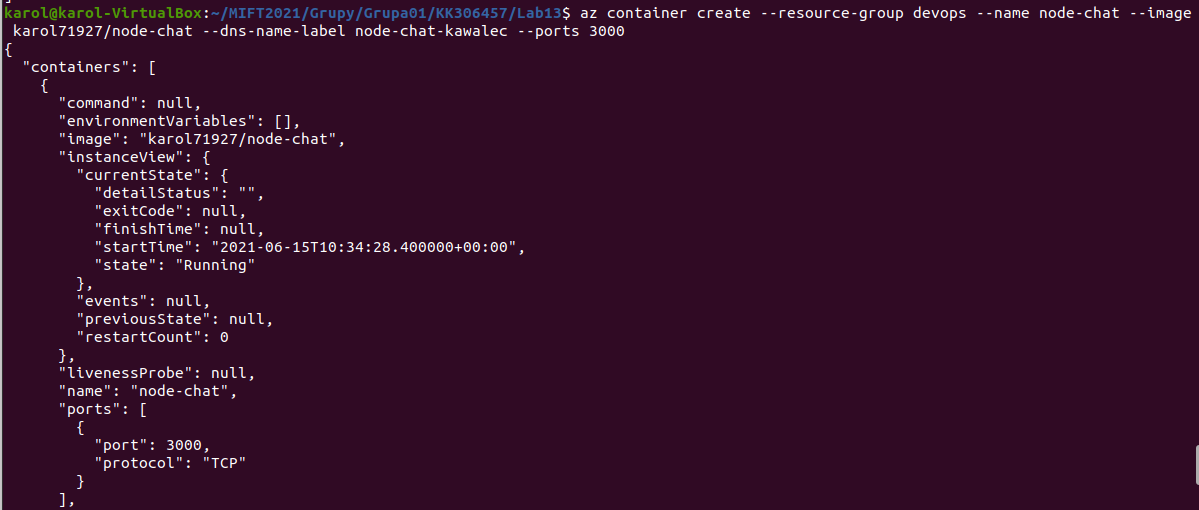 karol@karol-VirtualBox:~/MIFT2021/Grupy/Grupa01/KK306457/Lab13$ az container create --resource-group devops --name node-chat --image
 karol71927/node-chat --dns-name-label node-chat-kawalec --ports 3000
{
  "containers": [
    {
      "command": null,
      "environmentVariables": [],
      "image": "karol71927/node-chat",
      "instanceView": {
        "currentState": {
          "detailStatus": "",
          "exitCode": null,
          "finishTime": null,
          "startTime": "2021-06-15T10:34:28.400000+00:00",
          "state": "Running"
        },
        "events": null,
        "previousState": null,
        "restartCount": 0
      },
      "livenessProbe": null,
      "name": "node-chat",
      "ports": [
        {
          "port": 3000,
          "protocol": "TCP"
        }
      ],